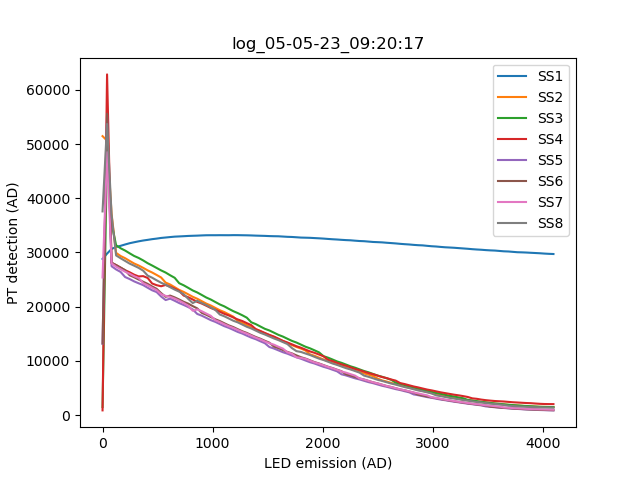 log_05-05-23_09:20:17
PT detection (AD)
60000
50000
40000
30000
20000
10000
0
SS1
SS2
SS3
SS4
SS5
SS6
SS7
SS8
0 1000 2000 3000 4000
LED emission (AD)